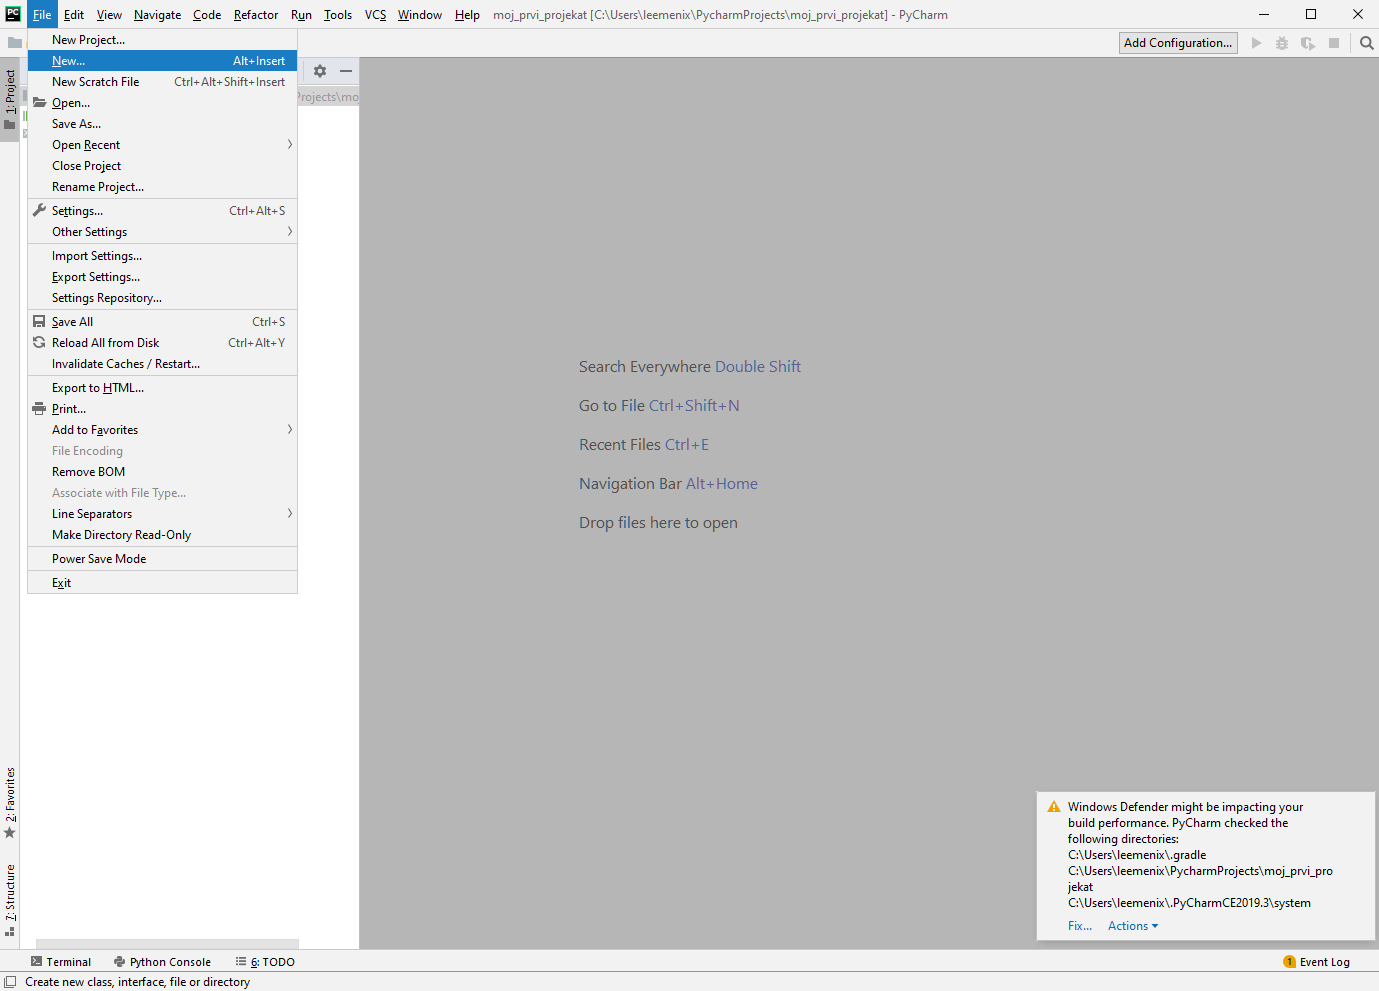 PC File Edit View Navigate Code Refactor Run Tools VCS Window Help moj_prvi_projekat [C:\Users\leemenix\PycharmProjects\moj_prvi_projekat] - PyCharm
Add Configuration...
New Project...
New... Alt+Insert
New Scratch File Ctrl+Alt+Shift+Insert
Open...
Save As...
Open Recent
Close Project
Rename Project...
Settings... Ctrl+Alt+S
Other Settings
Import Settings...
Export Settings...
Settings Repository...
Save All Ctrl+S
Reload All from Disk Ctrl+Alt+Y
Invalidate Caches / Restart...
Export to HTML...
Print...
Add to Favorites
File Encoding
Remove BOM
Associate with File Type...
Line Separators
Make Directory Read-Only
Power Save Mode
Exit
rojects\mo
1: Project
2: Favorites
7: Structure
Search Everywhere Double Shift
Go to File Ctrl+Shift+N
Recent Files Ctrl+E
Navigation Bar Alt+Home
Drop files here to open
Windows Defender might be impacting your
build performance. PyCharm checked the
following directories:
C:\Users\leemenix\.gradle
C:\Users\leemenix\PycharmProjects\moj_prvi_pro
jekat
C:\Users\leemenix\.PyCharmCE2019.3\system
Fix... Actions
Terminal Python Console 6: TODO 1 Event Log
Create new class, interface, file or directory